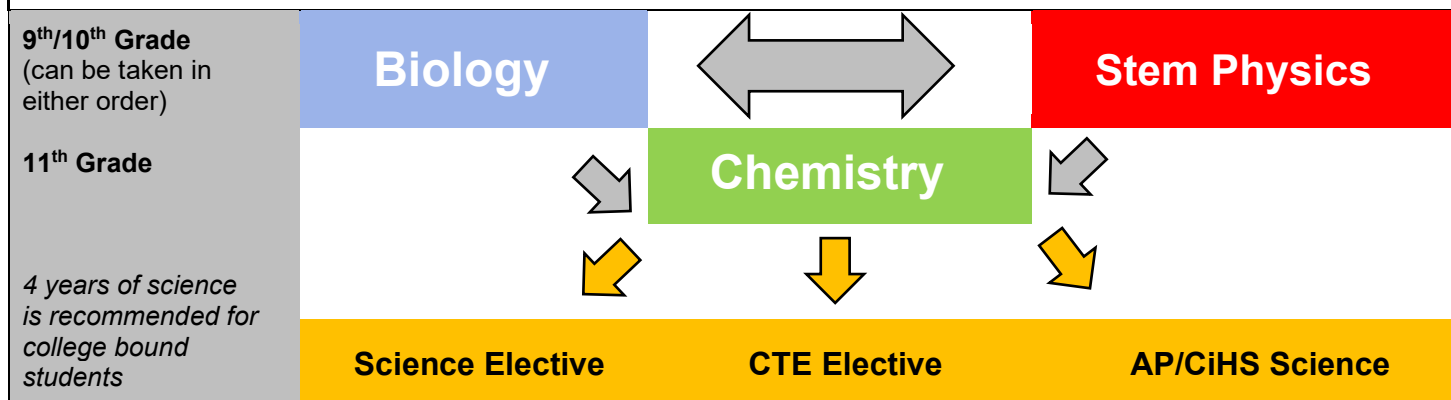 9th/10th Grade
(can be taken in
either order)
Biology
Stem Physics
11th Grade
Chemistry
4 years of science
is recommended for
college bound
students
Science Elective
CTE Elective
AP/CiHS Science